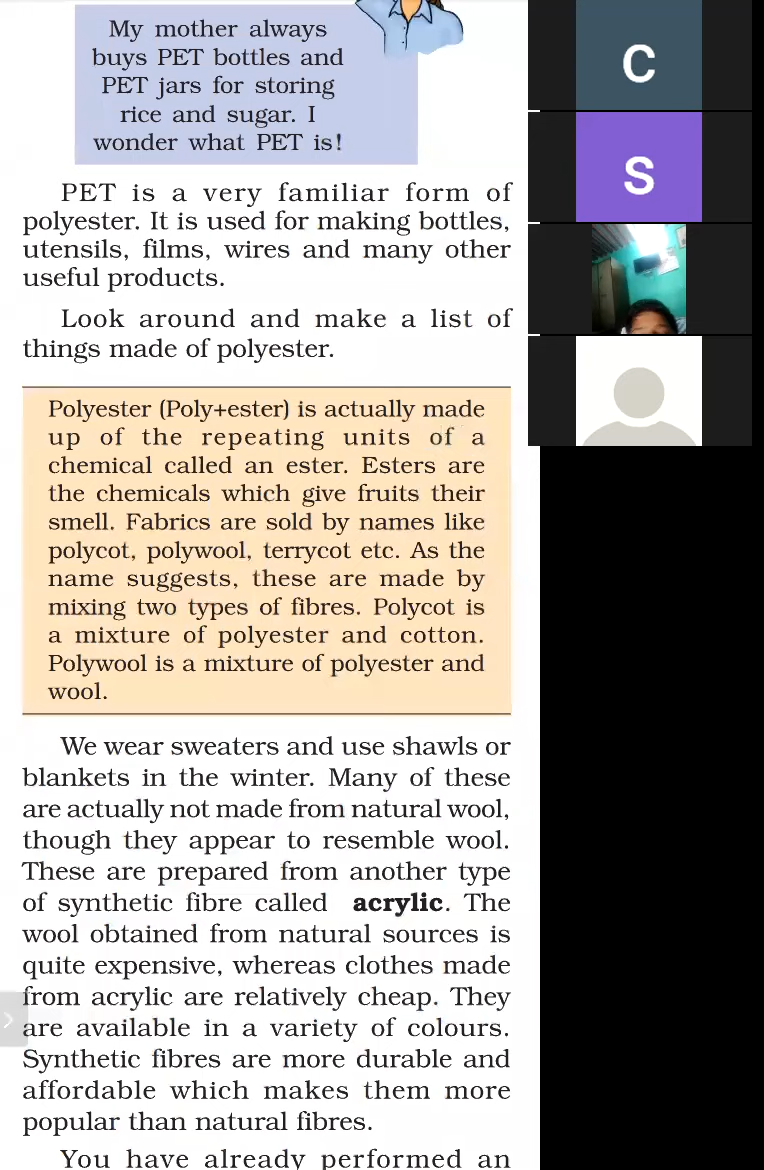 My mother always
buys PET bottles and
PET jars for storing
rice and sugar. I
wonder what PET is!
PET is a very familiar form of
polyester. It is used for making bottles,
utensils, films, wires and many other
useful products.
Look around and make a list of
things made of polyester.
Polyester (Poly+ester) is actually made
up of the repeating units of a
chemical called an ester. Esters are
the chemicals which give fruits their
smell. Fabrics are sold by names like
polycot, polywool, terrycot etc. As the
name suggests, these are made by
mixing two types of fibres. Polycot is
a mixture of polyester and cotton.
Polywool is a mixture of polyester and
wool.
We wear sweaters and use shawls or
blankets in the winter. Many of these
are actually not made from natural wool,
though they appear to resemble wool.
These are prepared from another type
of synthetic fibre called acrylic. The
wool obtained from natural sources is
quite expensive, whereas clothes made
from acrylic are relatively cheap. They
are available in a variety of colours.
Synthetic fibres are more durable and
affordable which makes them more
popular than natural fibres.
You have already performed an
C
S